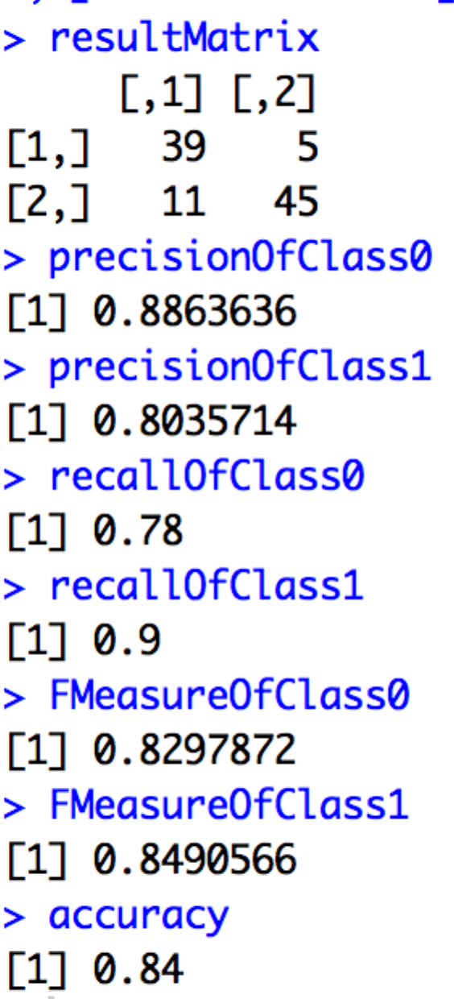 > resultMatrix
     [,1] [,2]
[1,]   39    5
[2,]   11   45
> precisionOfClass0
[1] 0.8863636
> precisionOfClass1
[1] 0.8035714
> recallOfClass0
[1] 0.78
> recallOfClass1
[1] 0.9
> FMeasureOfClass0
[1] 0.8297872
> FMeasureOfClass1
[1] 0.8490566
> accuracy
[1] 0.84